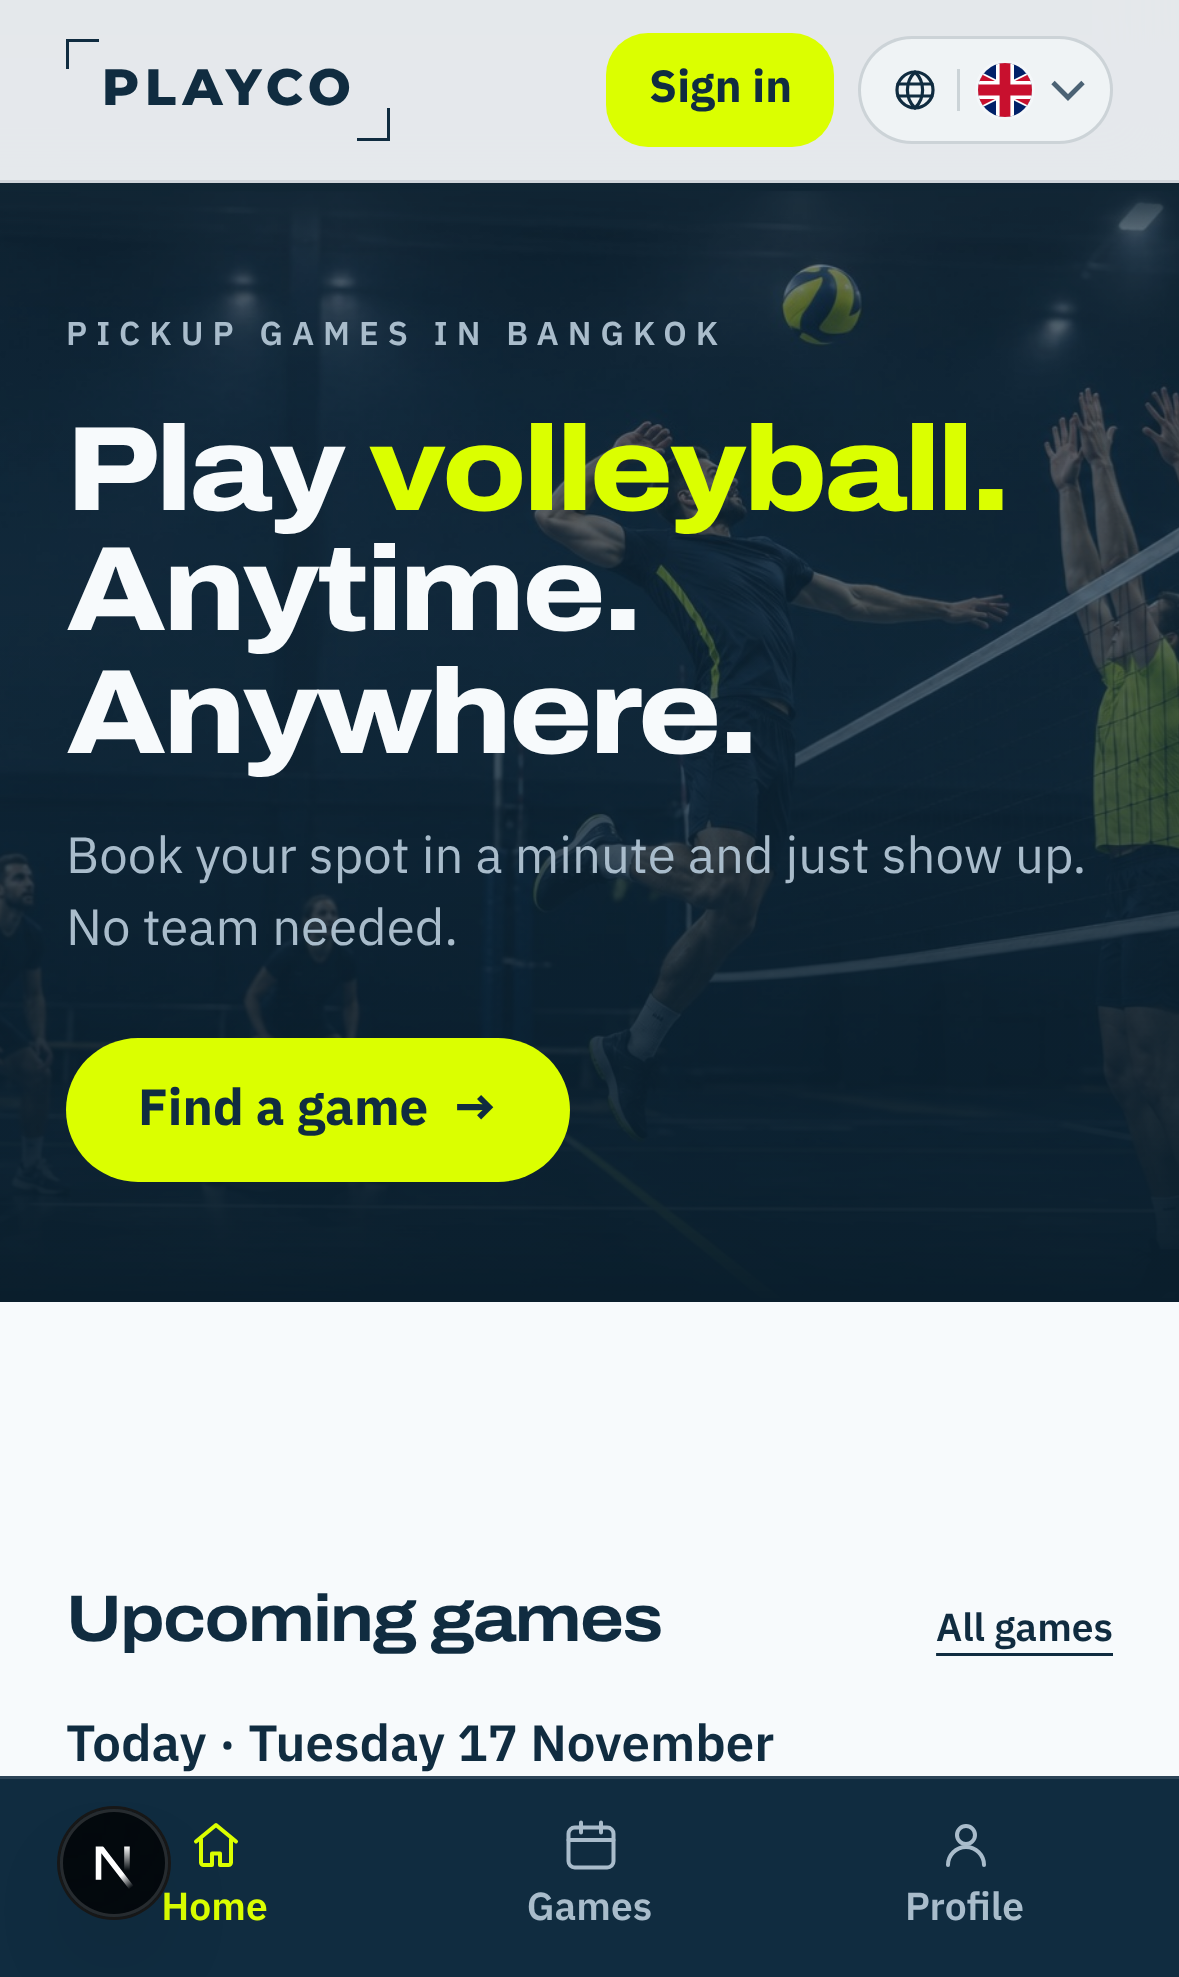 PLAYCO
Sign in
PICKUP GAMES IN BANGKOK
Play volleyball.
Anytime.
Anywhere.
Book your spot in a minute and just show up.
No team needed.
Find a game →
Upcoming games
All games
Today · Tuesday 17 November
N
Home
Games
Profile